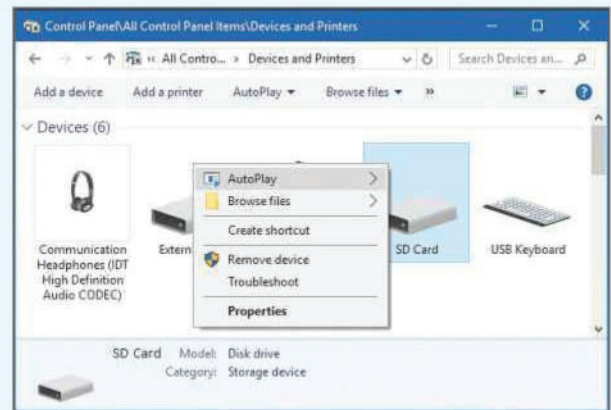 Control Panel\All Control Panel Items\Devices and Printers
« All Contro... > Devices and Printers
Search Devices an...
Add a device Add a printer AutoPlay Browse files »
Devices (6)
AutoPlay
Browse files
Create shortcut
Remove device
Troubleshoot
Properties
Communication
Headphones (IDT
High Definition
Audio CODEC)
Extern
SD Card
USB Keyboard
SD Card Model: Disk drive
Category: Storage device